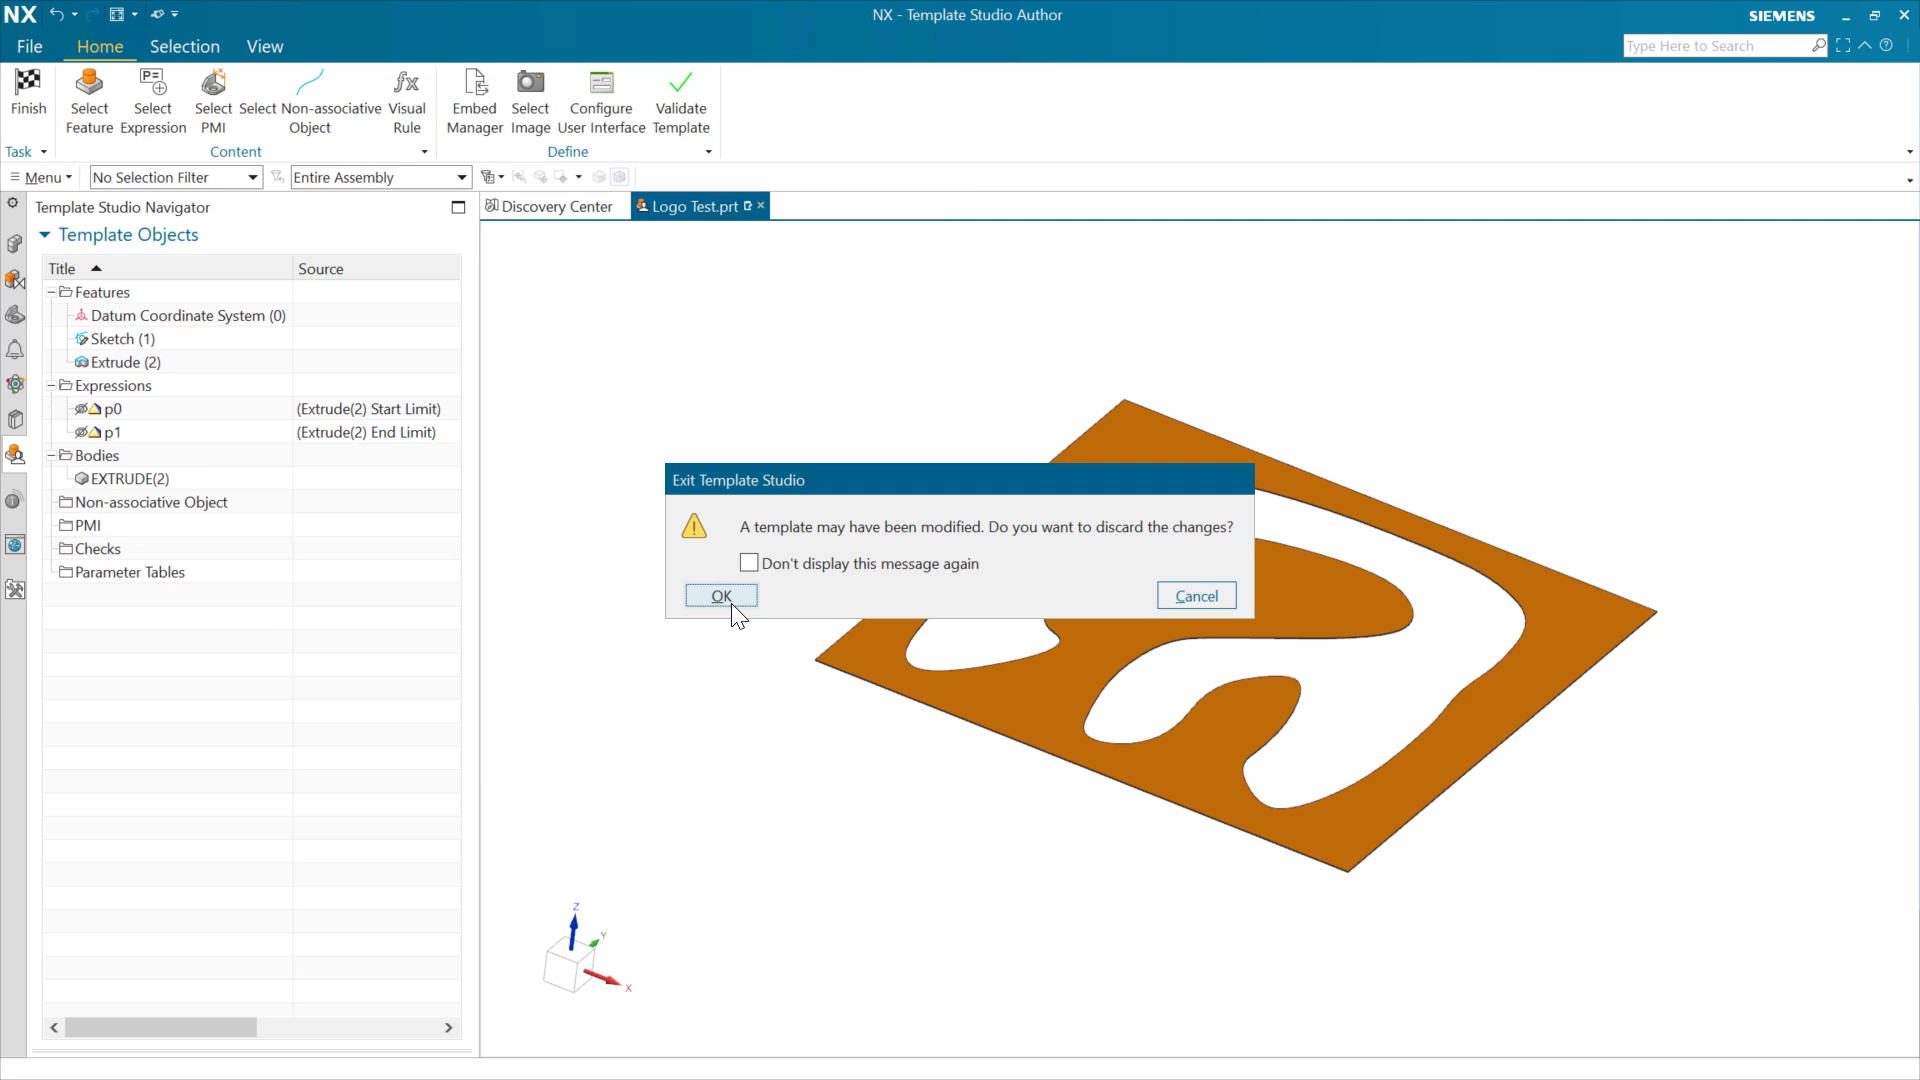 NX
NX - Template Studio Author
SIEMENS
File
Home
Selection
View
Type Here to Search
Finish
Select Feature
P=
Select Expression
Select PMI
Select Non-associative Object
fx
Visual Rule
Embed Manager
Select Image
Configure User Interface
Validate Template
Task
Content
Define
Menu
No Selection Filter
Entire Assembly
Template Studio Navigator
Discovery Center
Logo Test.prt
Template Objects
Title
Source
Features
Datum Coordinate System (0)
Sketch (1)
Extrude (2)
Expressions
p0
(Extrude(2) Start Limit)
p1
(Extrude(2) End Limit)
Bodies
EXTRUDE(2)
Non-associative Object
PMI
Checks
Parameter Tables
Exit Template Studio
A template may have been modified. Do you want to discard the changes?
Don't display this message again
OK
Cancel
Z
Y
X